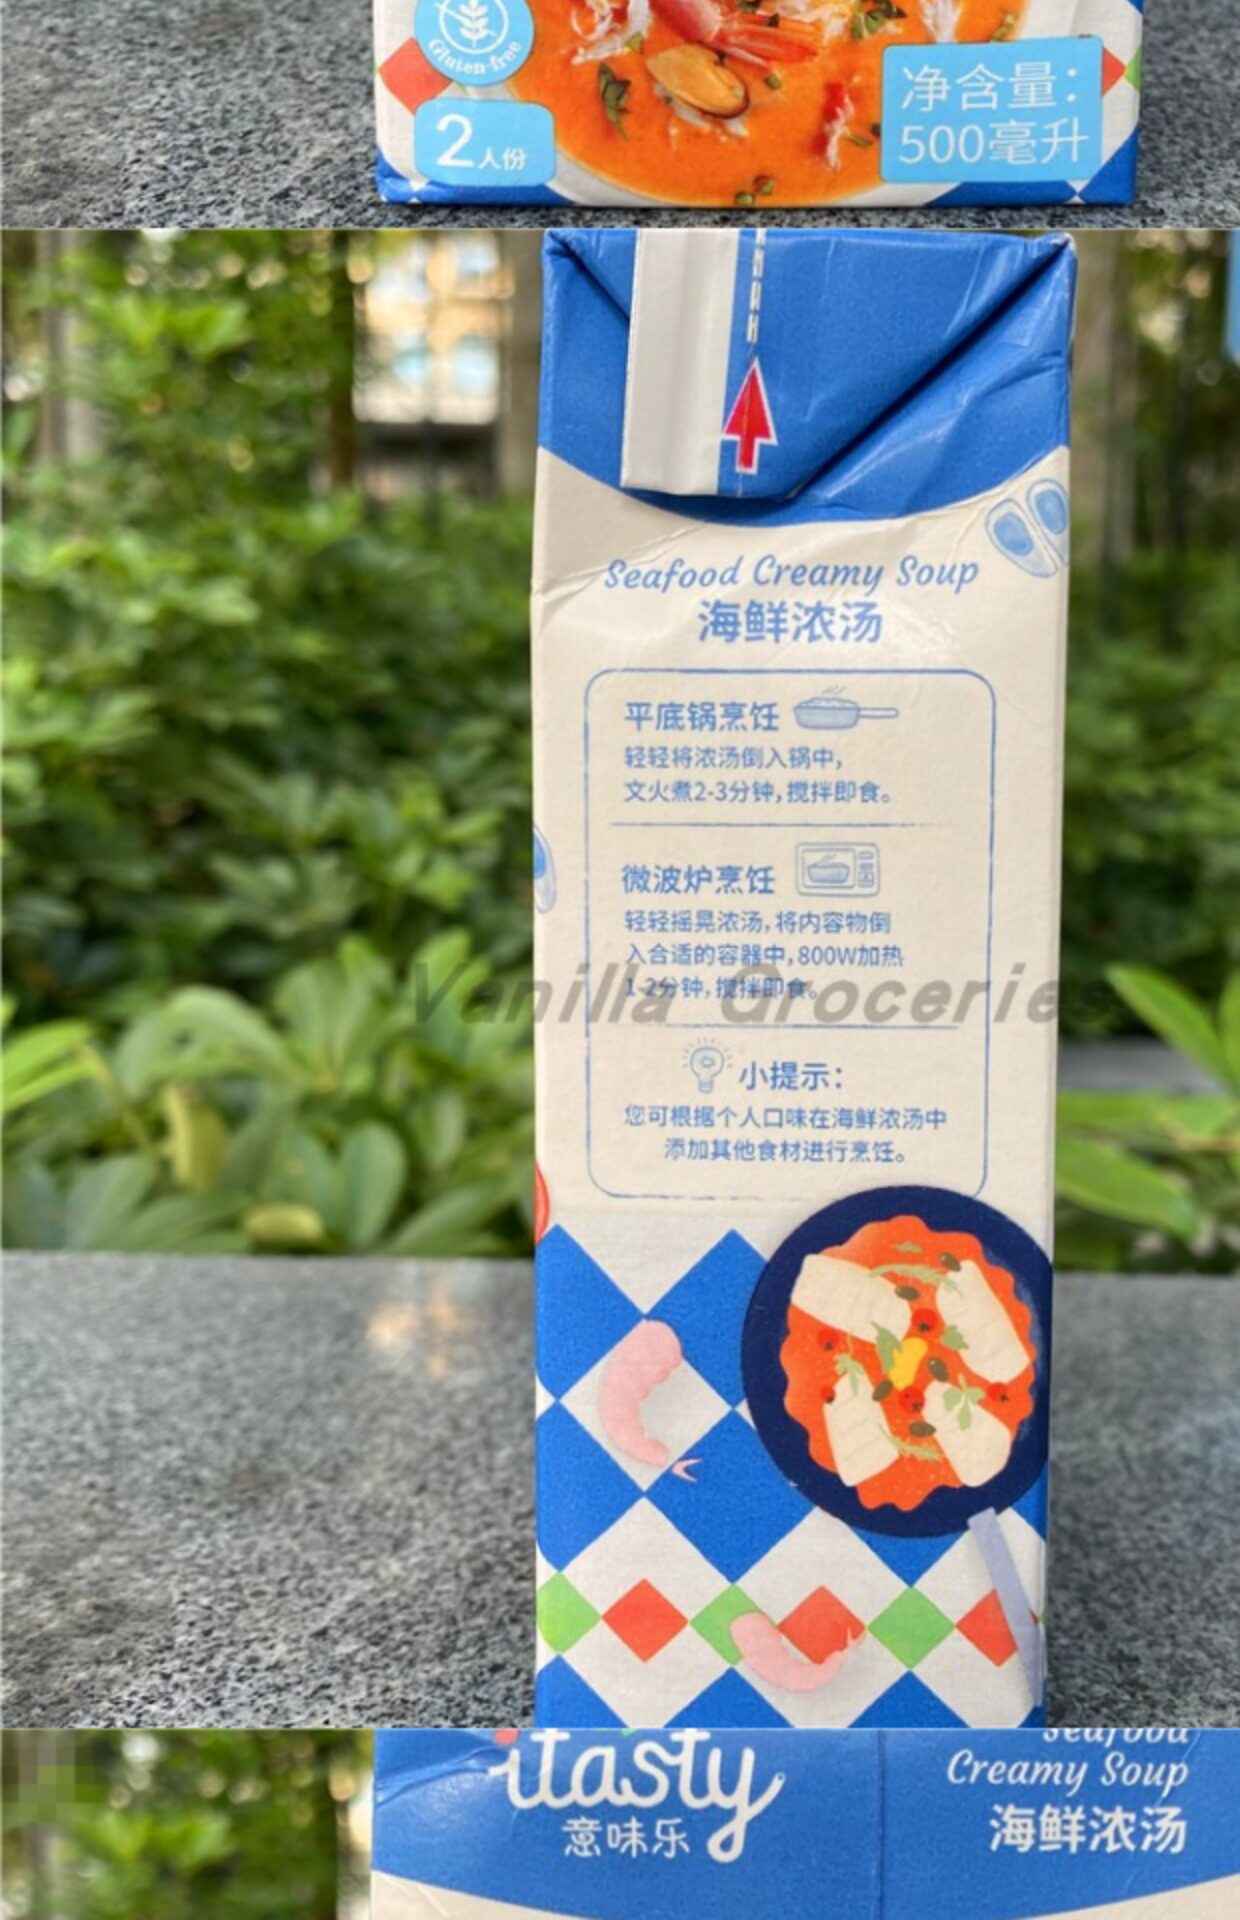 Gluten-free
2人份
净含量：
500毫升
Seafood Creamy Soup
海鲜浓汤
平底锅烹饪
轻轻将浓汤倒入锅中，
文火煮2-3分钟，搅拌即食。
微波炉烹饪
轻轻摇晃浓汤，将内容物倒
入合适的容器中，800W加热
1-2分钟，搅拌即食。
Vanilla Groceries
小提示：
您可根据个人口味在海鲜浓汤中
添加其他食材进行烹饪。
itasty
意味乐
Seafood
Creamy Soup
海鲜浓汤